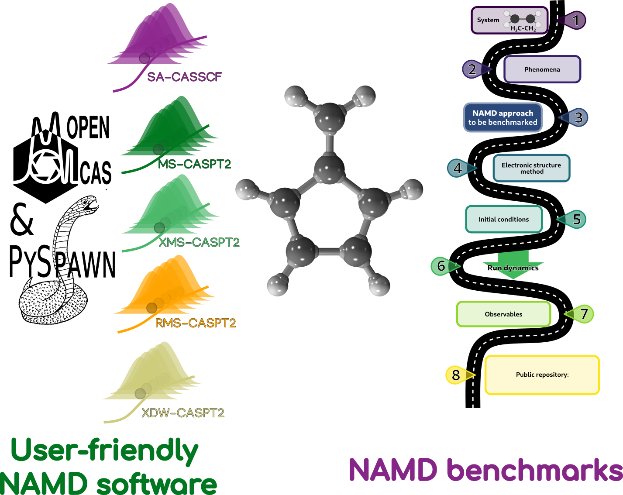 SA-CASSCF
OPEN
M LCAS
MS-CASPT2
&
PYSPAWN
XMS-CASPT2
RMS-CASPT2
XDW-CASPT2
User-friendly
NAMD software
System
H₂C-CH₂
1
2
Phenomena
NAMD approach
to be benchmarked
3
4
Electronic structure
method
Initial conditions
5
6
Run dynamics
Observables
7
8
Public repository:
NAMD benchmarks